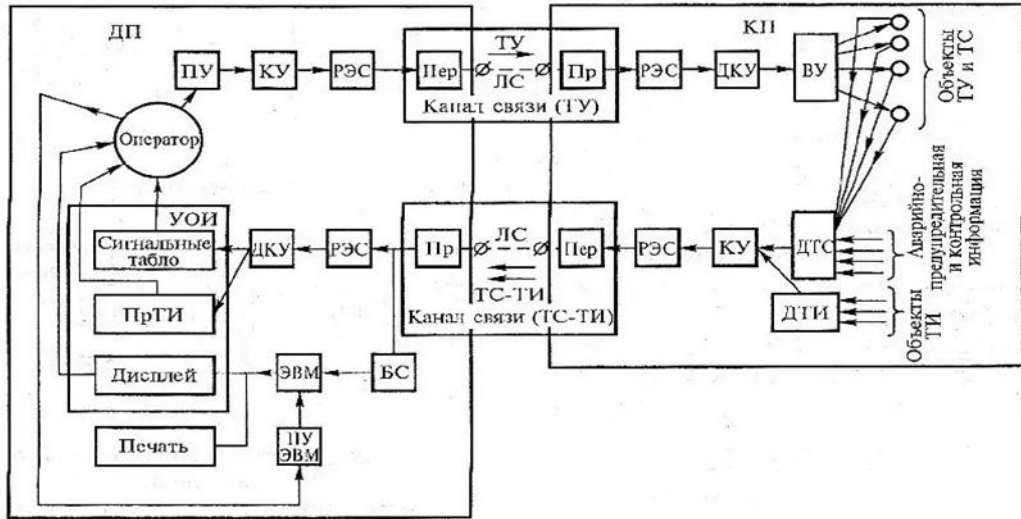 ДП
КП
ПУ
КУ
РЭС
Пер
ТУ
ЛС
Пр
РЭС
ДКУ
ВУ
Канал связи (ТУ)
Объекты
ТУ и ТС
Оператор
УОИ
Сигнальные
табло
ДКУ
РЭС
Пр
ЛС
ТС-ТИ
Пер
РЭС
КУ
ДТС
Аварийно-
предупредительная
и контрольная
информация
Канал связи (ТС-ТИ)
ПрТИ
ДТИ
Объекты
ТИ
Дисплей
ЭВМ
БС
Печать
ПУ
ЭВМ